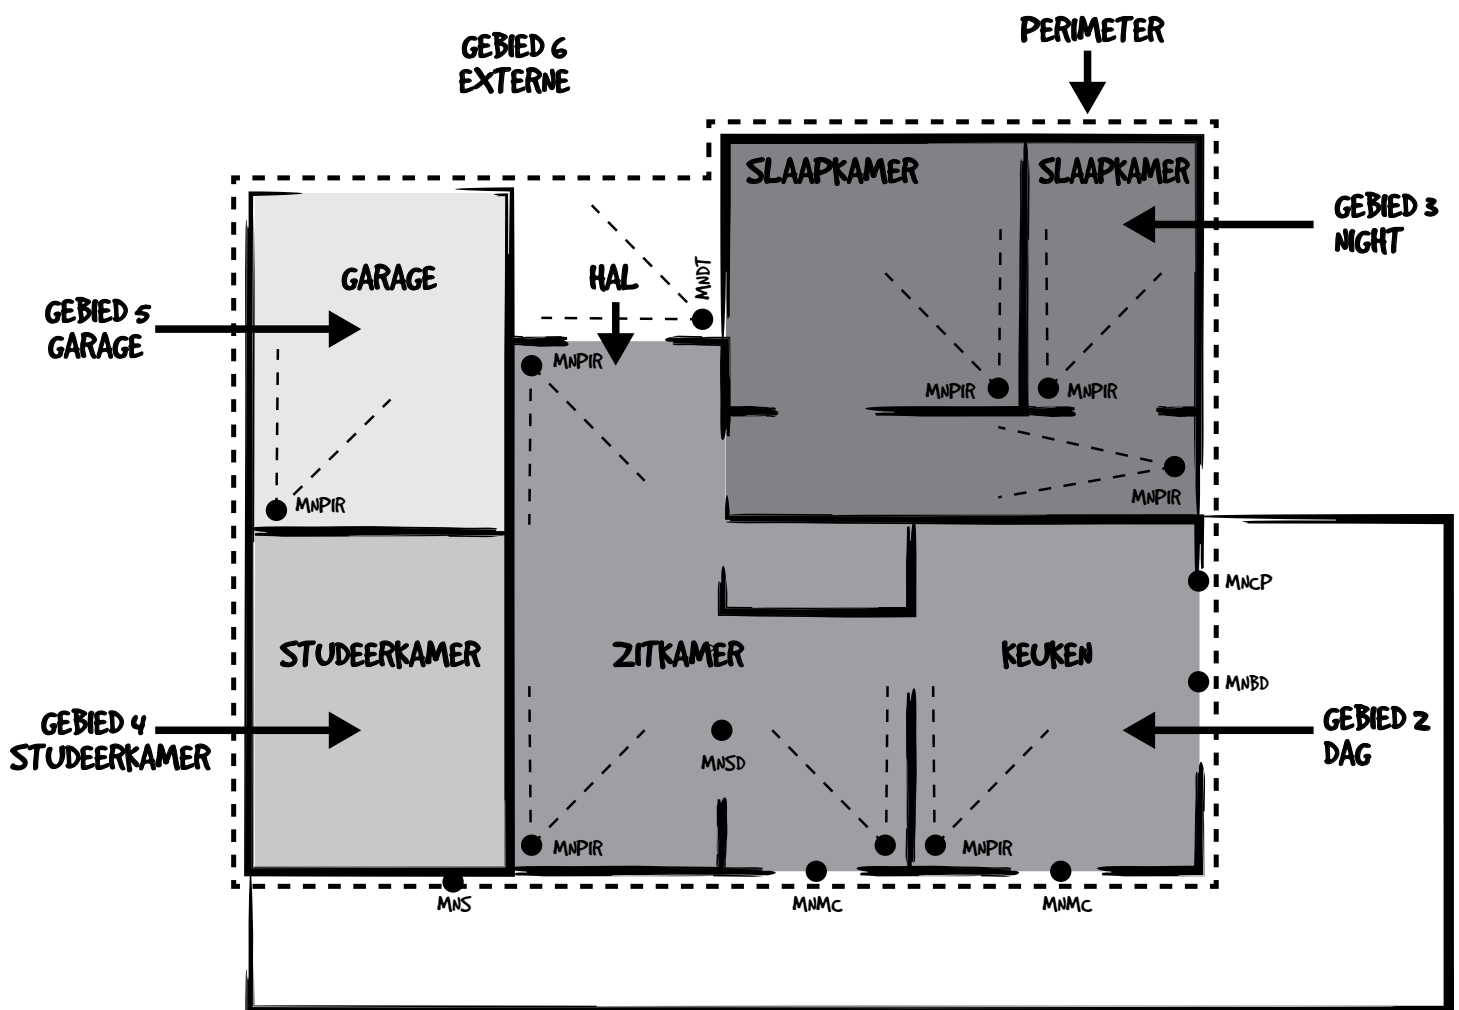 PERIMETER
GEBIED 6
EXTERNE
SLAAPKAMER
SLAAPKAMER
GEBIED 3
NIGHT
GARAGE
HAL
MNDT
GEBIED 5
GARAGE
MNPIR
MNPIR
MNPIR
MNPIR
MNPIR
MNCP
STUDEERKAMER
ZITKAMER
KEUKEN
MNBD
GEBIED 4
STUDEERKAMER
GEBIED 2
DAG
MNSD
MNPIR
MNPIR
MNS
MNMC
MNMC